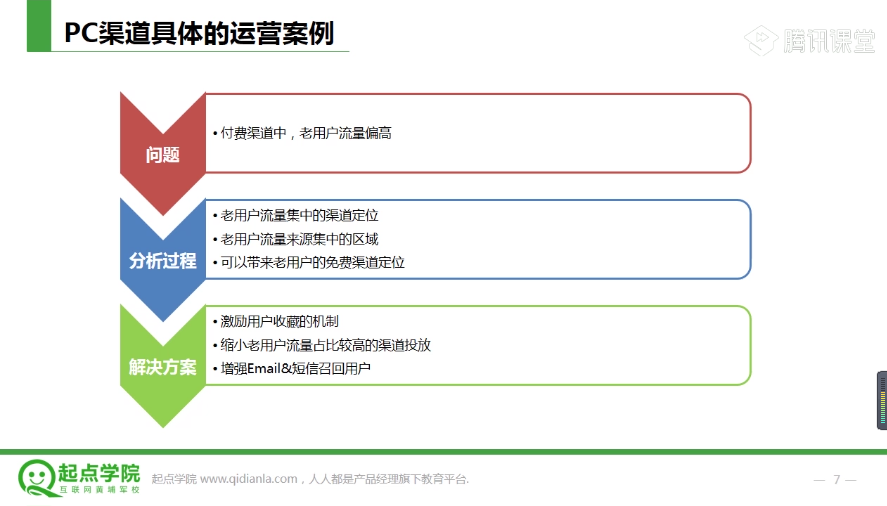 PC渠道具体的运营案例
腾讯课堂
问题
• 付费渠道中，老用户流量偏高
分析过程
• 老用户流量集中的渠道定位
• 老用户流量来源集中的区域
• 可以带来老用户的免费渠道定位
解决方案
• 激励用户收藏的机制
• 缩小老用户流量占比较高的渠道投放
• 增强Email&短信召回用户
起点学院
互联网黄埔军校
起点学院 www.qidianla.com，人人都是产品经理旗下教育平台.
— 7 —